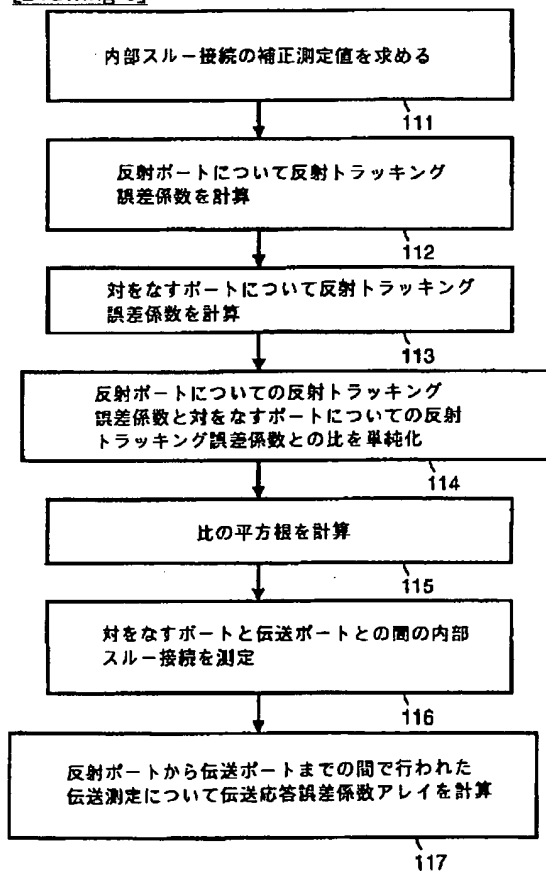 内部スルー接続の補正測定値を求める
111
反射ポートについて反射トラッキング
誤差係数を計算
112
対をなすポートについて反射トラッキング
誤差係数を計算
113
反射ポートについての反射トラッキング
誤差係数と対をなすポートについての反射
トラッキング誤差係数との比を単純化
114
比の平方根を計算
115
対をなすポートと伝送ポートとの間の内部
スルー接続を測定
116
反射ポートから伝送ポートまでの間で行われた
伝送測定について伝送応答誤差係数アレイを計算
117